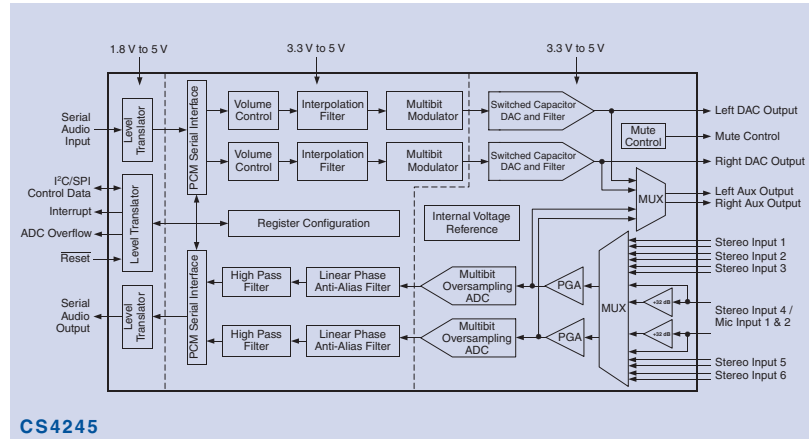 1.8 V to 5 V
3.3 V to 5 V
3.3 V to 5 V
Serial
Audio
Input
Level
Translator
PCM Serial Interface
Volume
Control
Interpolation
Filter
Multibit
Modulator
Switched Capacitor
DAC and Filter
Left DAC Output
Mute
Control
Mute Control
Volume
Control
Interpolation
Filter
Multibit
Modulator
Switched Capacitor
DAC and Filter
Right DAC Output
I²C/SPI
Control Data
Interrupt
ADC Overflow
Reset
Level Translator
Register Configuration
Internal Voltage
Reference
MUX
Left Aux Output
Right Aux Output
Serial
Audio
Output
Level
Translator
PCM Serial Interface
High Pass
Filter
Linear Phase
Anti-Alias Filter
Multibit
Oversampling
ADC
PGA
MUX
Stereo Input 1
Stereo Input 2
Stereo Input 3
+32 dB
Stereo Input 4 /
Mic Input 1 & 2
+32 dB
High Pass
Filter
Linear Phase
Anti-Alias Filter
Multibit
Oversampling
ADC
PGA
Stereo Input 5
Stereo Input 6
CS4245